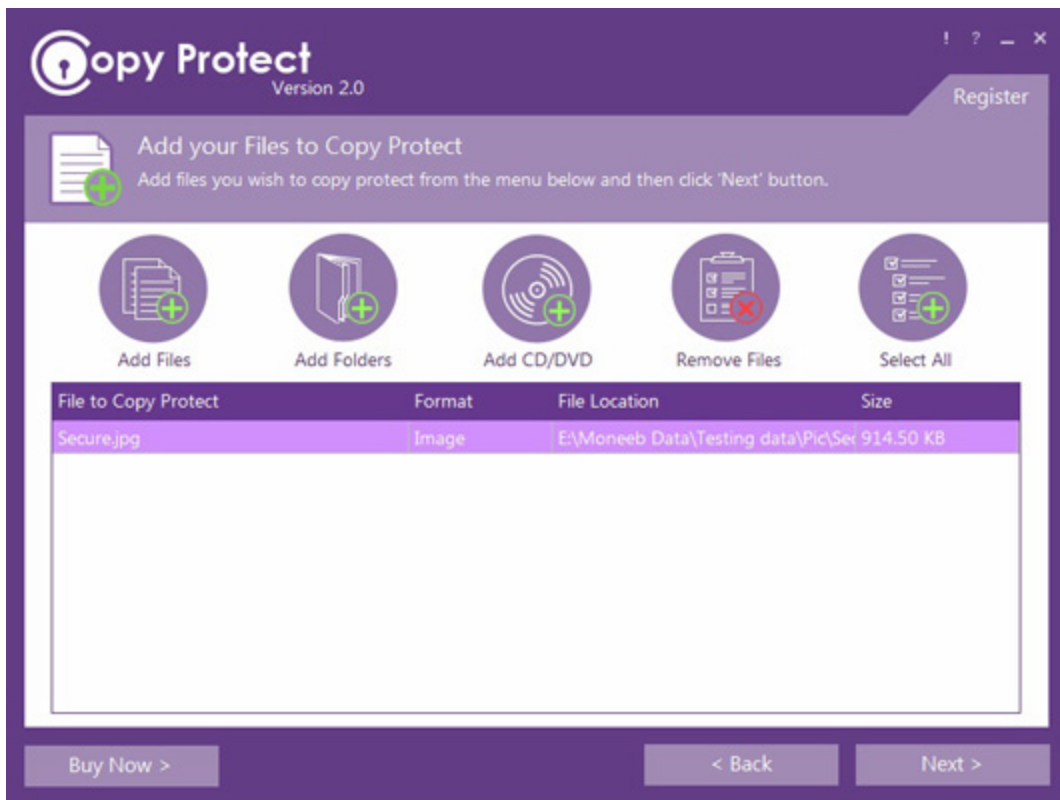 Copy Protect
Version 2.0
! ?
Register
Add your Files to Copy Protect
Add files you wish to copy protect from the menu below and then click 'Next' button.
Add Files Add Folders Add CD/DVD Remove Files Select All
File to Copy Protect Format File Location Size
Secure.jpg Image E:\Moneeb Data\Testing data\Pic\Sec 914.50 KB
Buy Now > < Back Next >